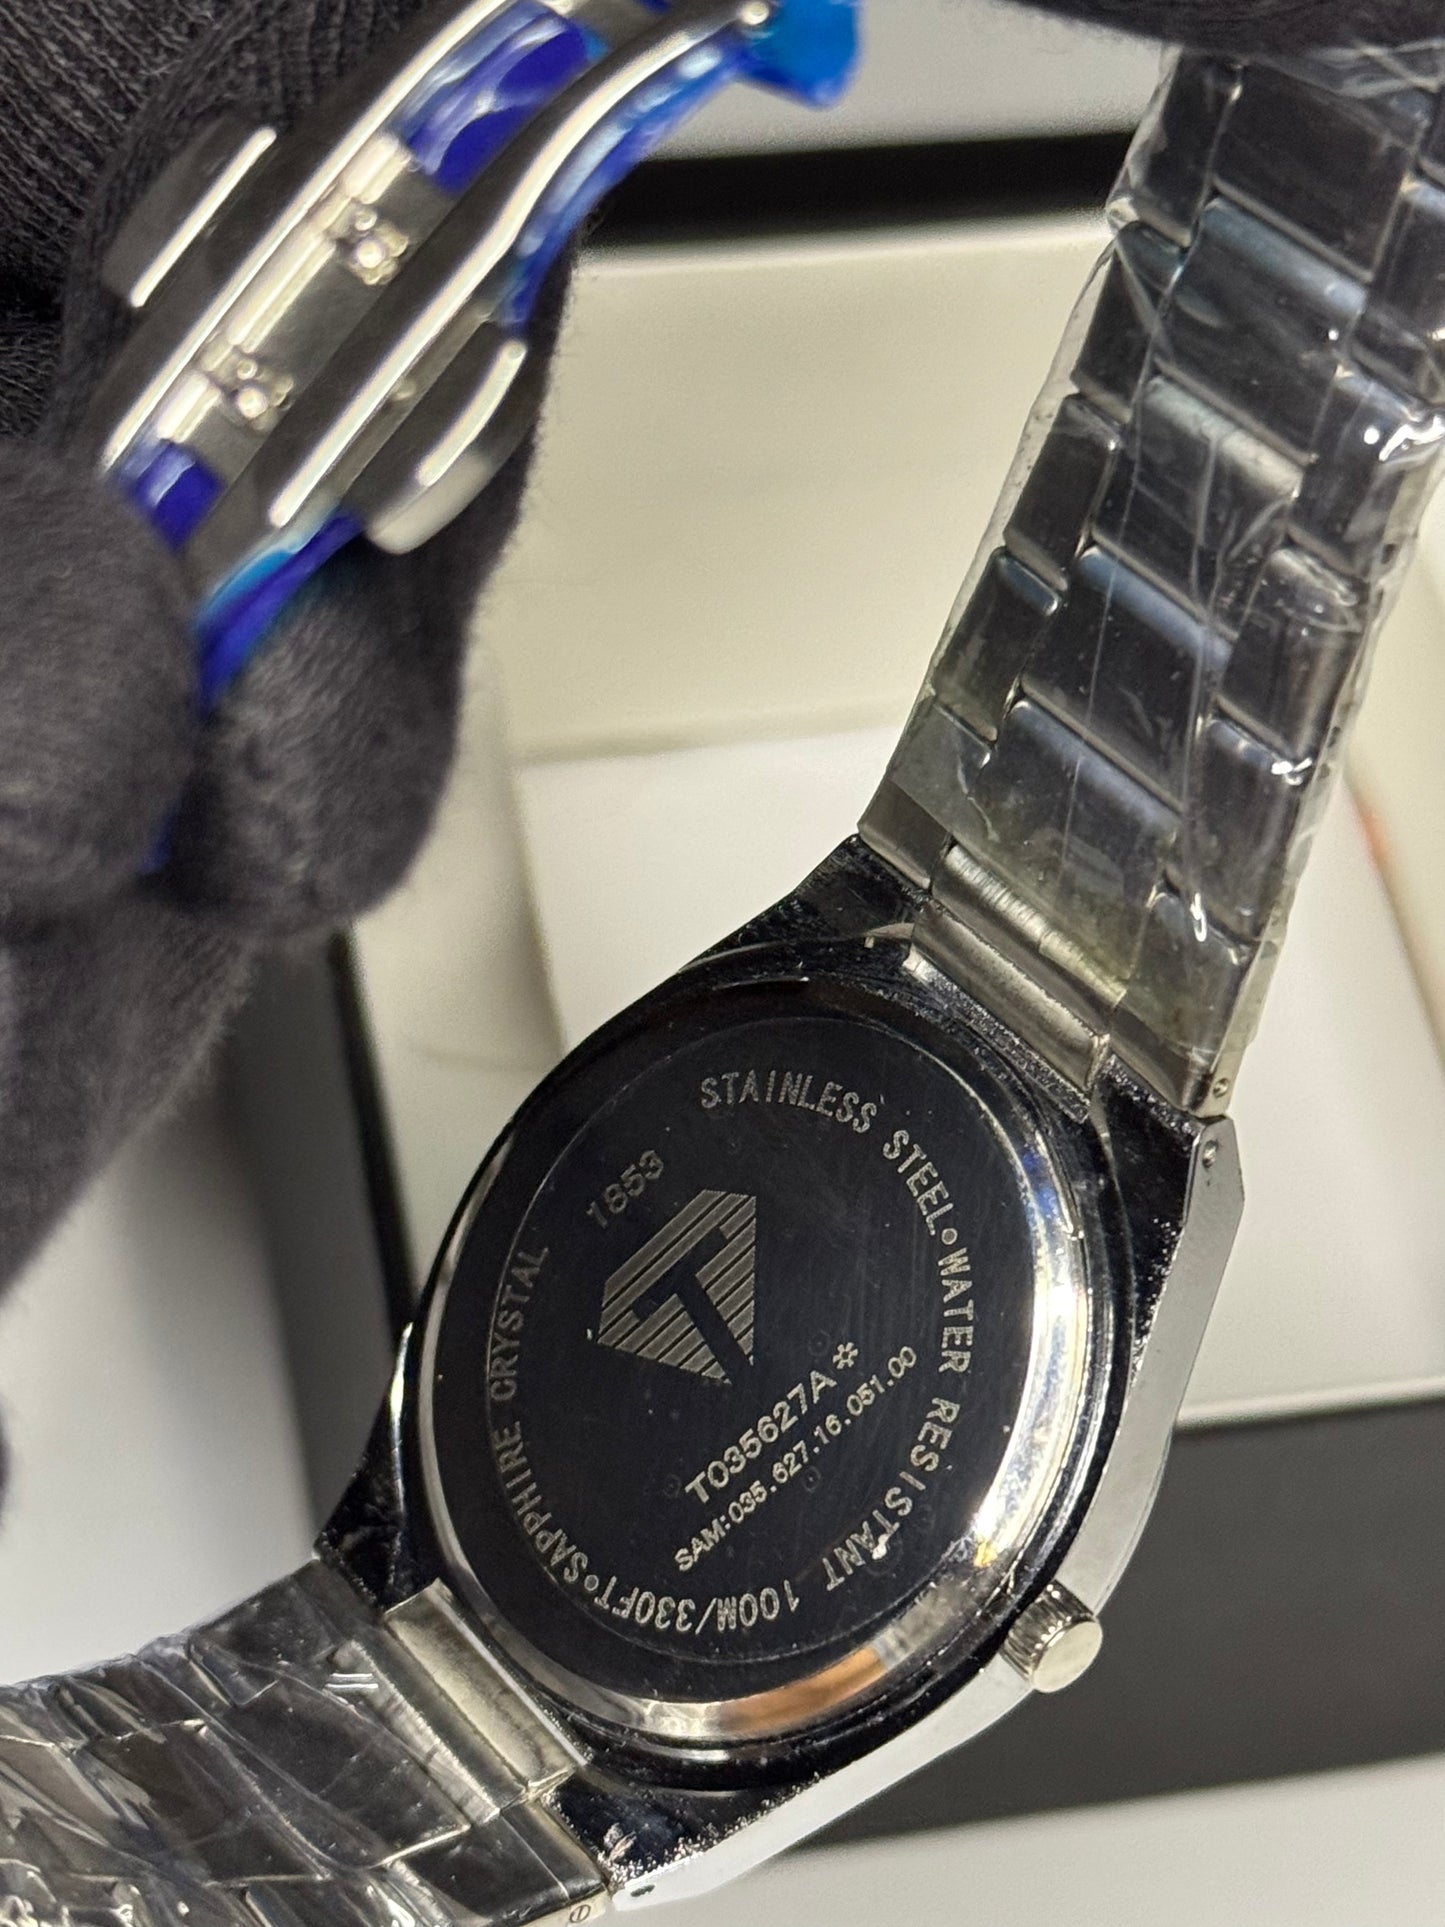 STAINLESS STEEL•WATER RESISTANT 100M/330FT•SAPPHIRE CRYSTAL
1853
T
T035627A
SAM:035.627.16.051.00